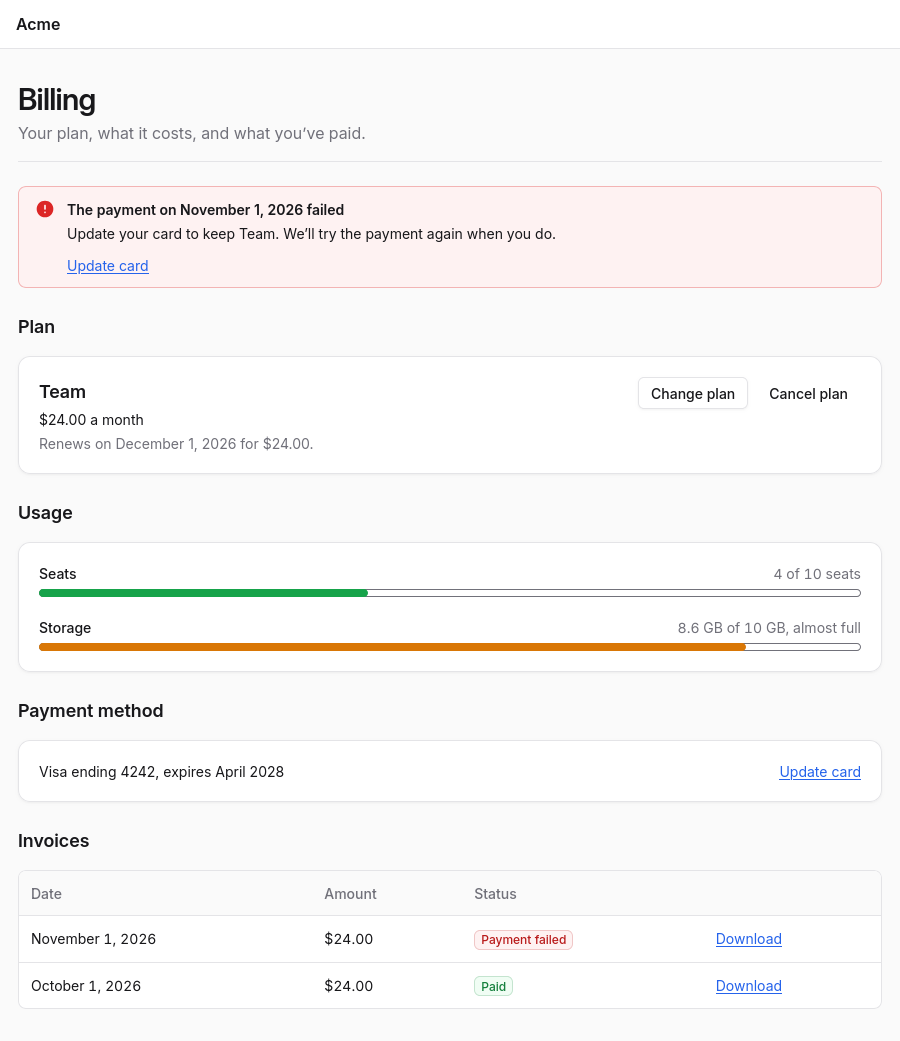 Acme
Billing
Your plan, what it costs, and what you’ve paid.
The payment on November 1, 2026 failed
Update your card to keep Team. We’ll try the payment again when you do.
Update card
Plan
Team
Change plan
Cancel plan
$24.00 a month
Renews on December 1, 2026 for $24.00.
Usage
Seats
4 of 10 seats
Storage
8.6 GB of 10 GB, almost full
Payment method
Visa ending 4242, expires April 2028
Update card
Invoices
Date Amount Status
November 1, 2026 $24.00 Payment failed Download
October 1, 2026 $24.00 Paid Download